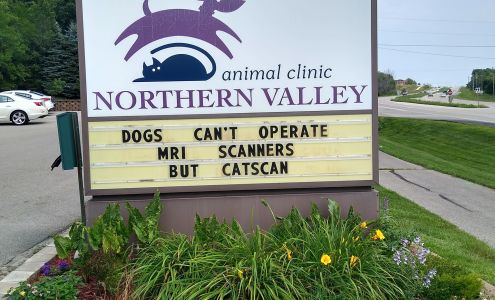 animal clinic
NORTHERN VALLEY
DOGS CAN'T OPERATE
MRI SCANNERS
BUT CATSCAN